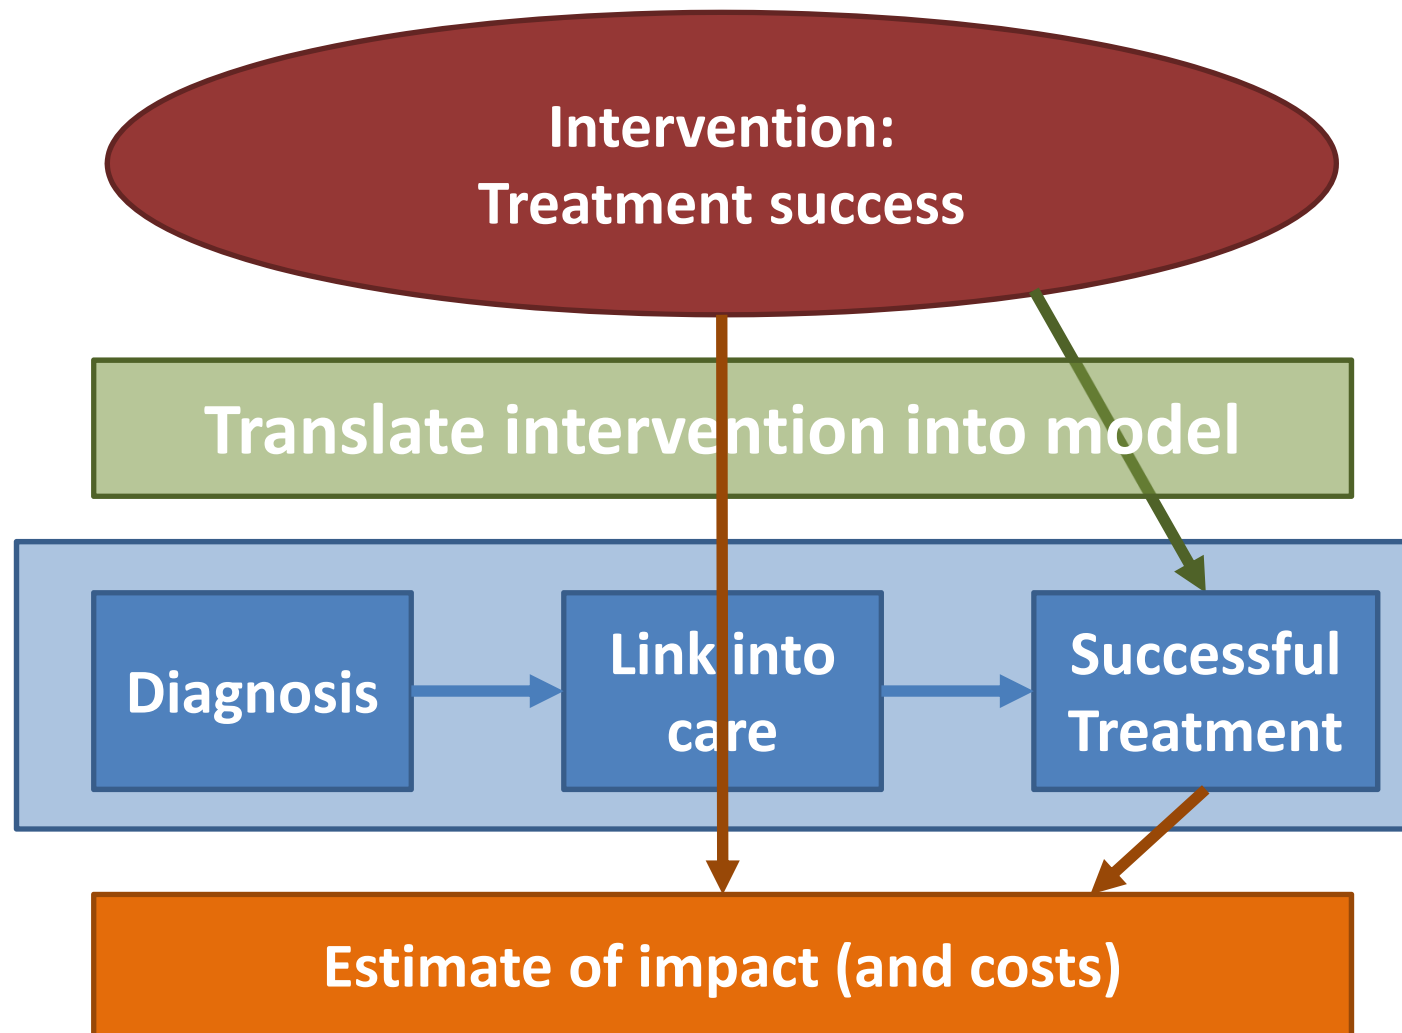 Intervention:
Treatment success
Translate intervention into model
Diagnosis
Link into
care
Successful
Treatment
Estimate of impact (and costs)